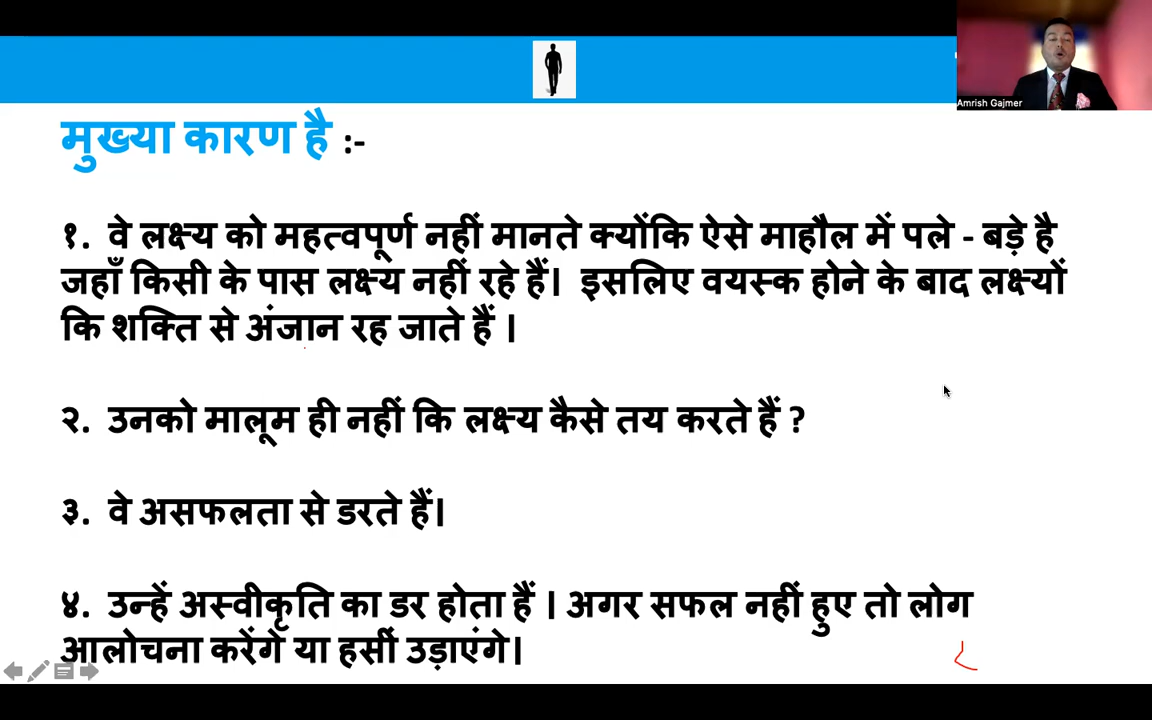 Amrish Gajmer
मुख्या कारण है :-
१. वे लक्ष्य को महत्वपूर्ण नहीं मानते क्योंकि ऐसे माहौल में पले - बड़े है
जहाँ किसी के पास लक्ष्य नहीं रहे हैं। इसलिए वयस्क होने के बाद लक्ष्यों
कि शक्ति से अंजान रह जाते हैं ।
२. उनको मालूम ही नहीं कि लक्ष्य कैसे तय करते हैं ?
३. वे असफलता से डरते हैं।
४. उन्हें अस्वीकृति का डर होता हैं । अगर सफल नहीं हुए तो लोग
आलोचना करेंगे या हसीं उड़ाएंगे।